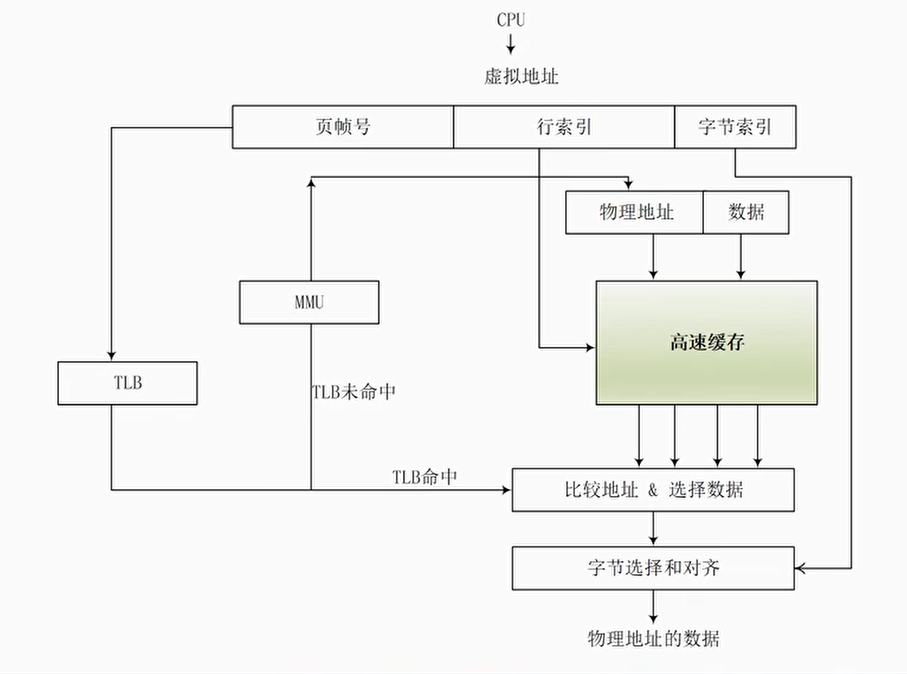 CPU
虚拟地址
页帧号
行索引
字节索引
物理地址
数据
MMU
高速缓存
TLB
TLB未命中
TLB命中
比较地址 & 选择数据
字节选择和对齐
物理地址的数据